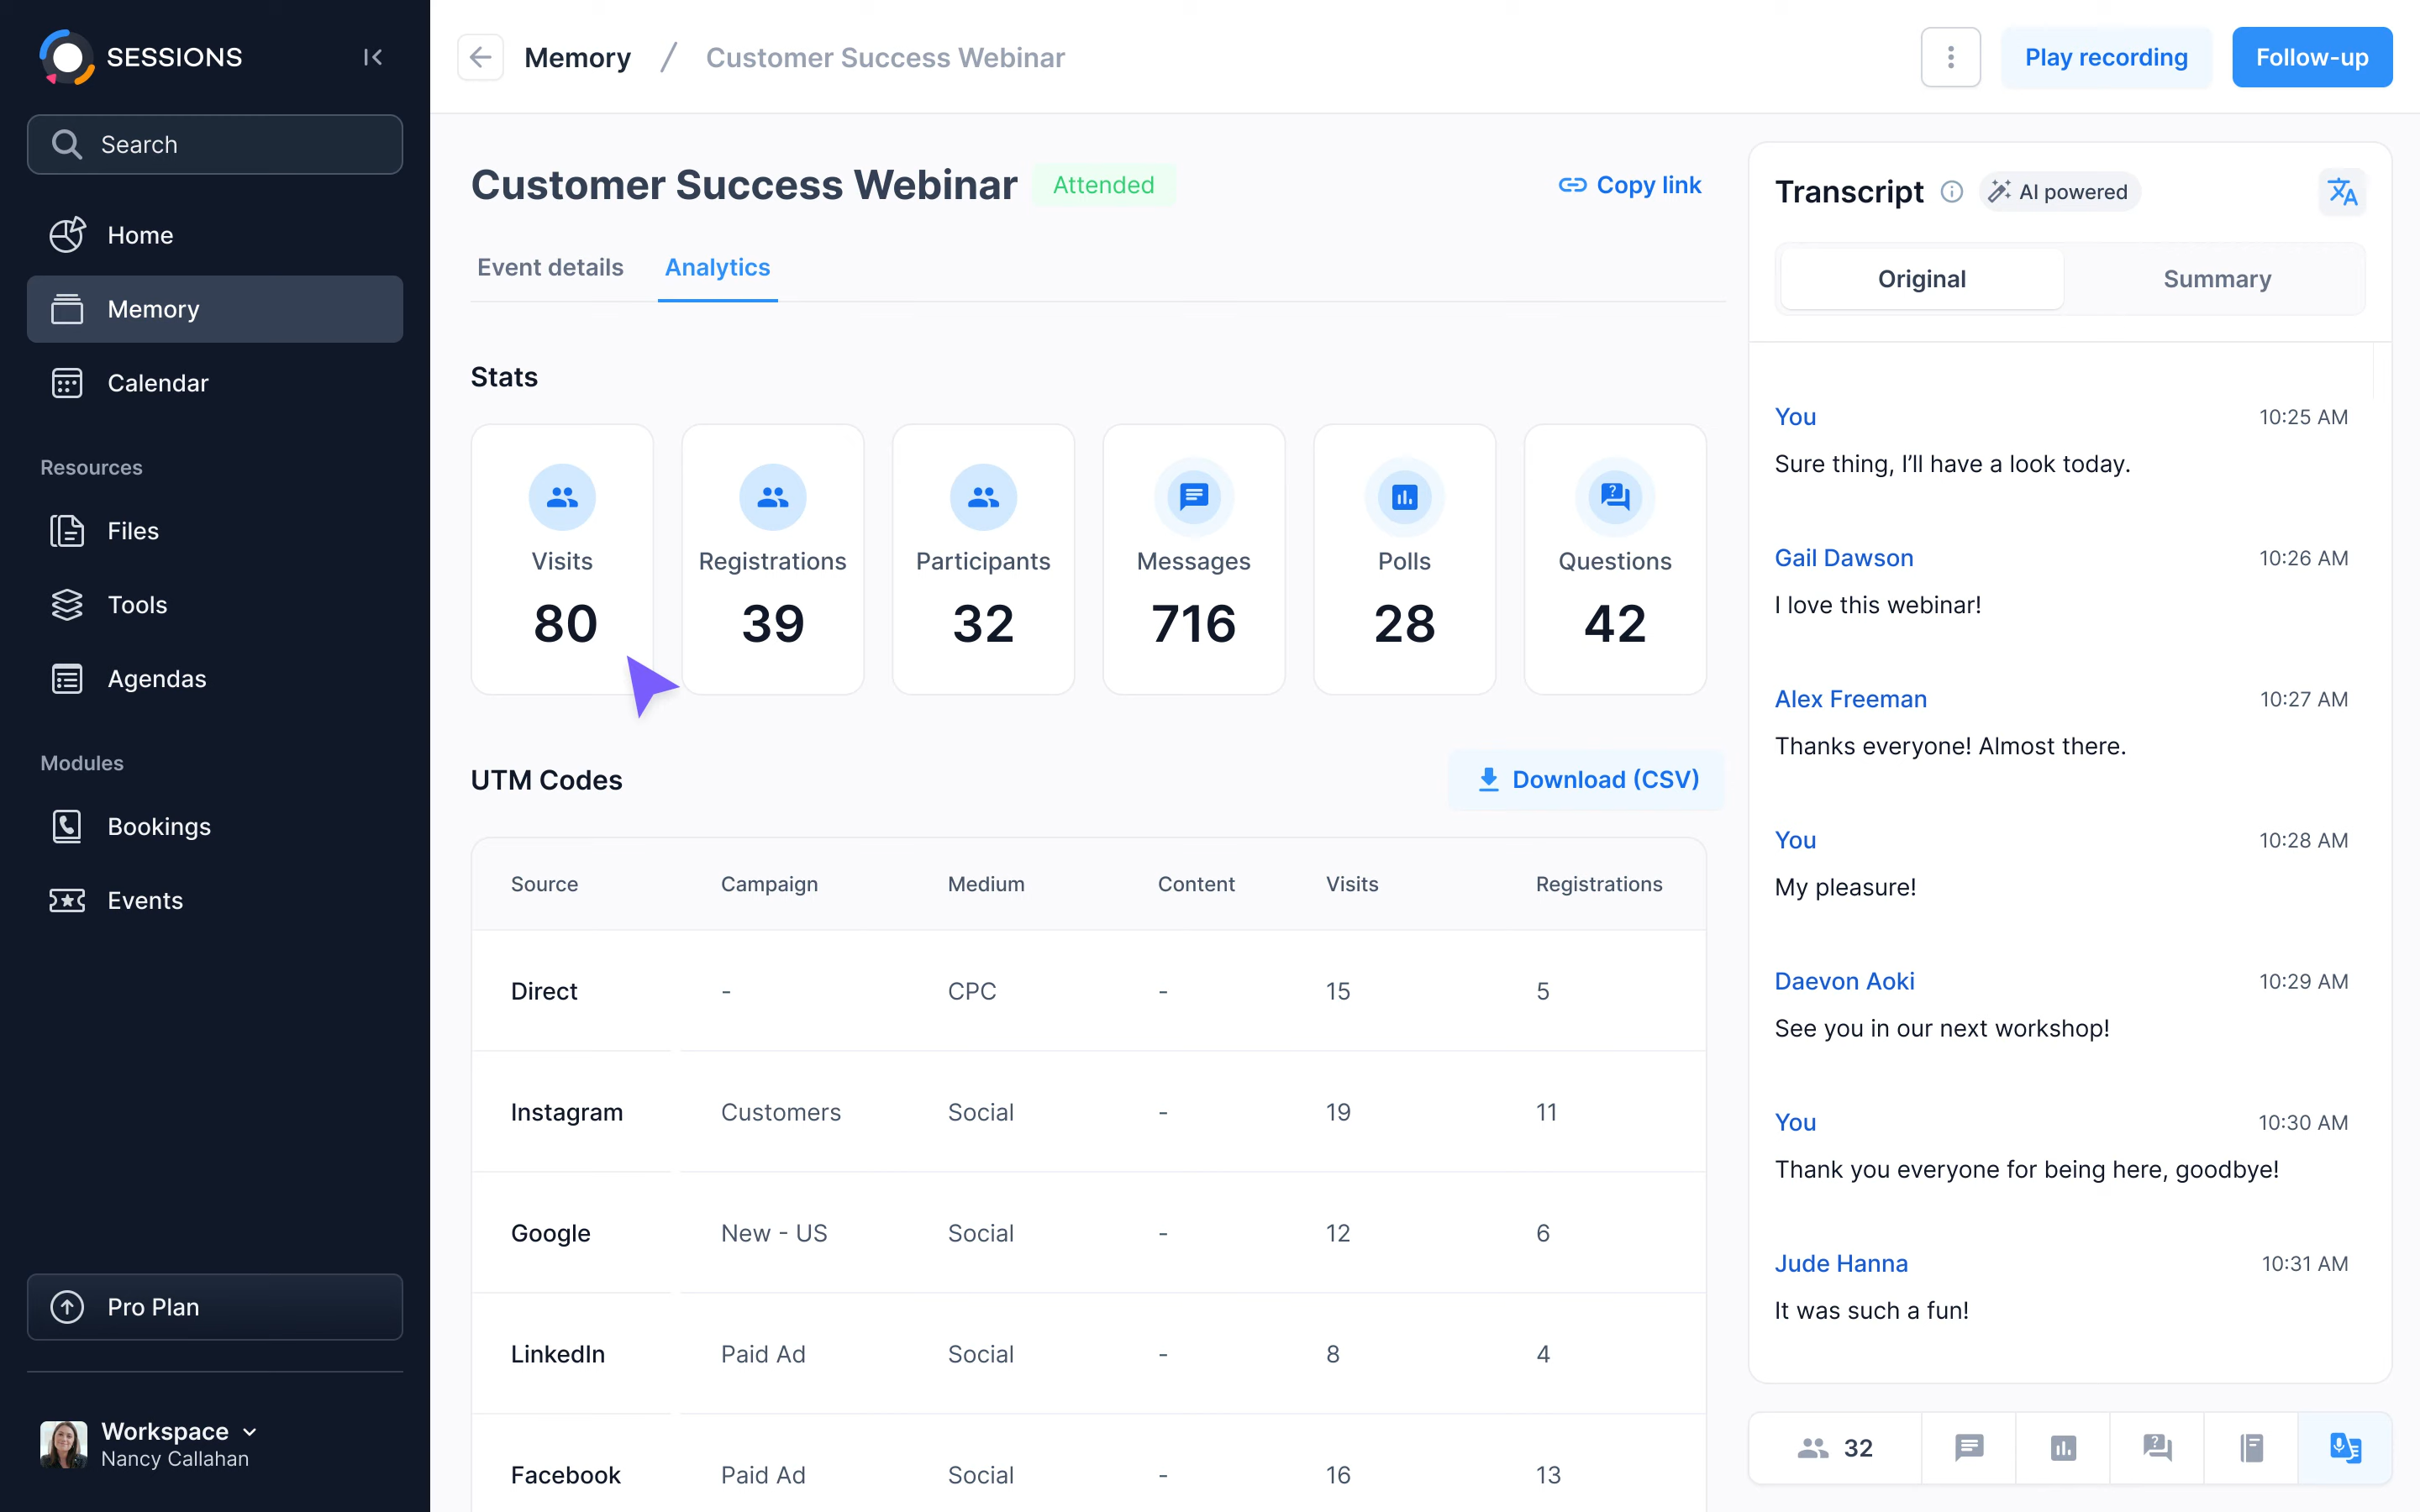 SESSIONS
Search
Home
Memory
Calendar
Resources
Files
Tools
Agendas
Modules
Bookings
Events
Pro Plan
Workspace
Nancy Callahan
Memory / Customer Success Webinar
Play recording
Follow-up
Customer Success Webinar
Attended
Copy link
Event details
Analytics
Stats
Visits
80
Registrations
39
Participants
32
Messages
716
Polls
28
Questions
42
UTM Codes
Download (CSV)
Source Campaign Medium Content Visits Registrations
Direct - CPC - 15 5
Instagram Customers Social - 19 11
Google New - US Social - 12 6
LinkedIn Paid Ad Social - 8 4
Facebook Paid Ad Social - 16 13
Transcript
AI powered
Original
Summary
You 10:25 AM
Sure thing, I’ll have a look today.
Gail Dawson 10:26 AM
I love this webinar!
Alex Freeman 10:27 AM
Thanks everyone! Almost there.
You 10:28 AM
My pleasure!
Daevon Aoki 10:29 AM
See you in our next workshop!
You 10:30 AM
Thank you everyone for being here, goodbye!
Jude Hanna 10:31 AM
It was such a fun!
32